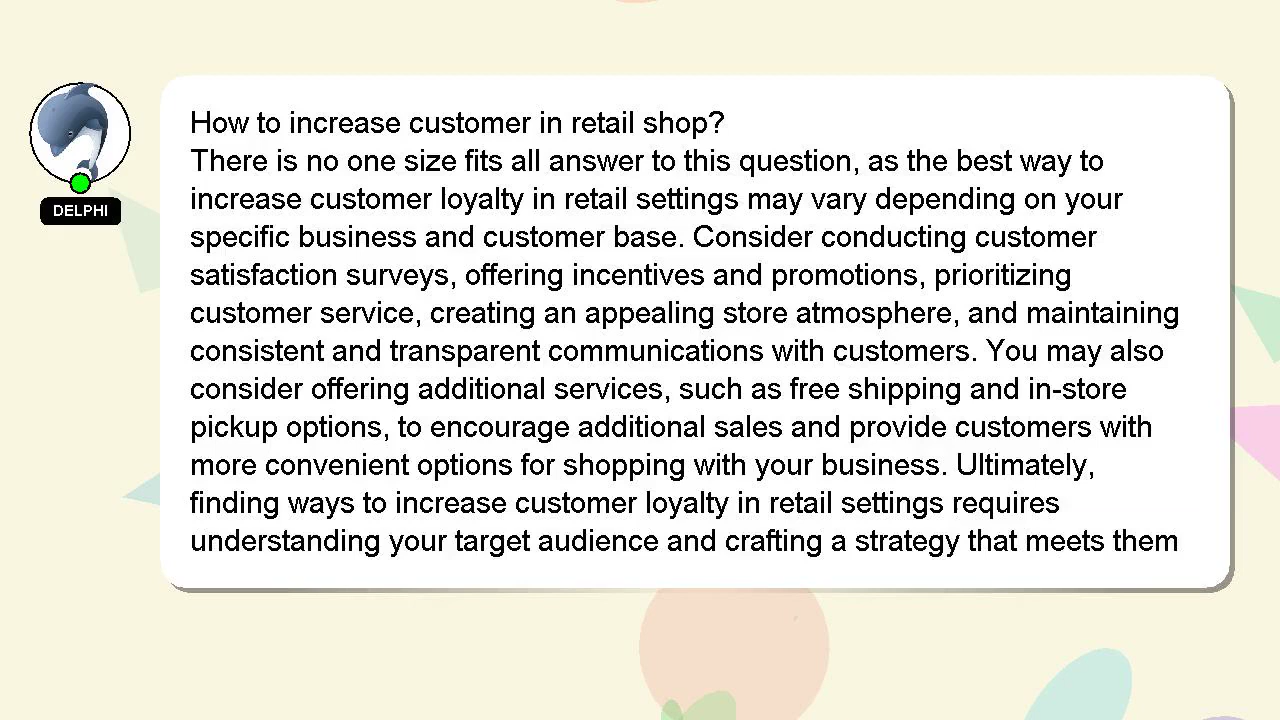 DELPHI
How to increase customer in retail shop?
There is no one size fits all answer to this question, as the best way to
increase customer loyalty in retail settings may vary depending on your
specific business and customer base. Consider conducting customer
satisfaction surveys, offering incentives and promotions, prioritizing
customer service, creating an appealing store atmosphere, and maintaining
consistent and transparent communications with customers. You may also
consider offering additional services, such as free shipping and in-store
pickup options, to encourage additional sales and provide customers with
more convenient options for shopping with your business. Ultimately,
finding ways to increase customer loyalty in retail settings requires
understanding your target audience and crafting a strategy that meets them